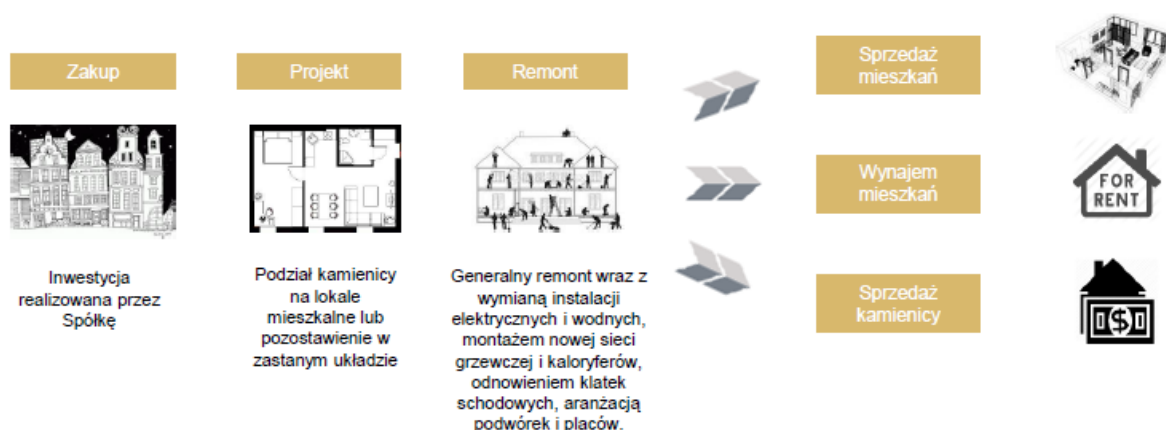 Zakup
Inwestycja
realizowana przez
Spółkę
Projekt
Podział kamienicy
na lokale
mieszkalne lub
pozostawienie w
zastanym układzie
Remont
Generalny remont wraz z
wymianą instalacji
elektrycznych i wodnych,
montażem nowej sieci
grzewczej i kaloryferów,
odnowieniem klatek
schodowych, aranżacją
podwórek i placów.
Sprzedaż
mieszkań
Wynajem
mieszkań
FOR
RENT
Sprzedaż
kamienicy
$